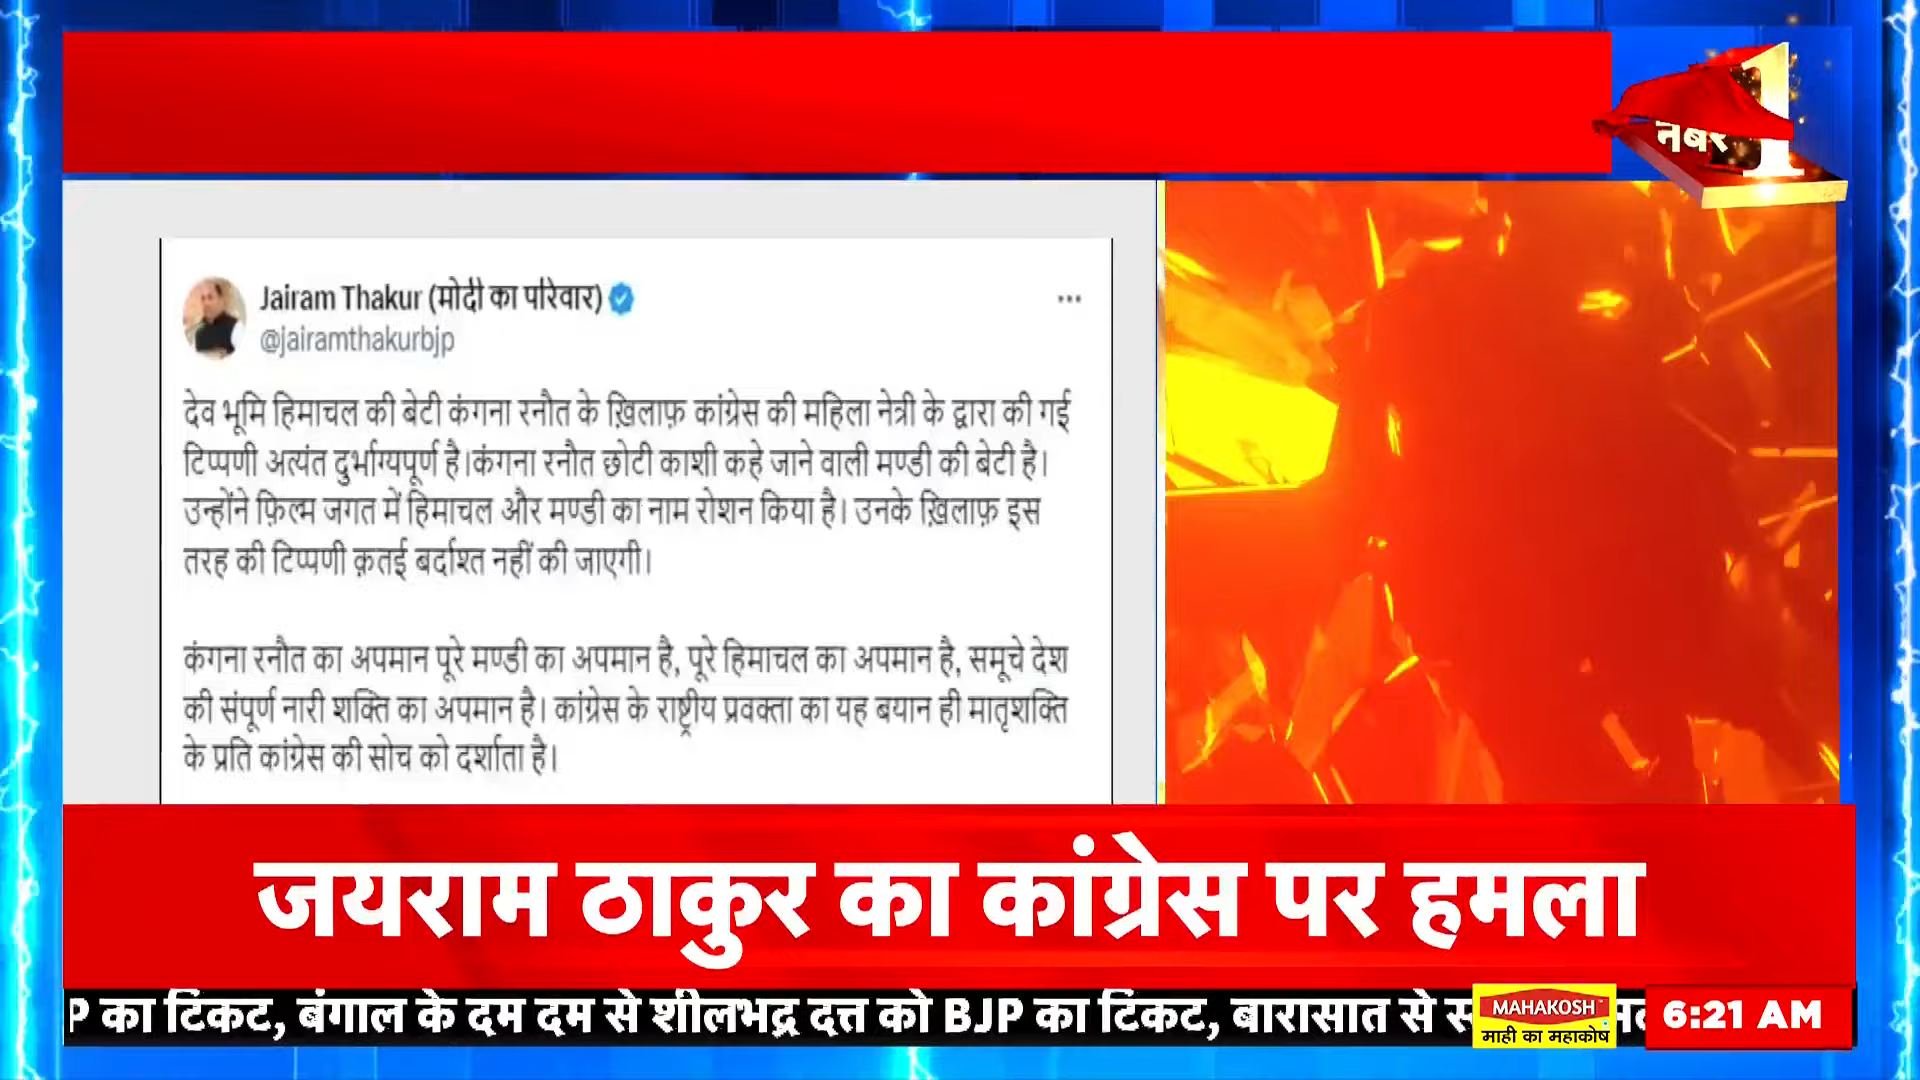 नंबर 1
Jairam Thakur (मोदी का परिवार)
@jairamthakurbjp
देव भूमि हिमाचल की बेटी कंगना रनौत के ख़िलाफ़ कांग्रेस की महिला नेत्री के द्वारा की गई
टिप्पणी अत्यंत दुर्भाग्यपूर्ण है।कंगना रनौत छोटी काशी कहे जाने वाली मण्डी की बेटी है।
उन्होंने फ़िल्म जगत में हिमाचल और मण्डी का नाम रोशन किया है। उनके ख़िलाफ़ इस
तरह की टिप्पणी क़तई बर्दाश्त नहीं की जाएगी।
कंगना रनौत का अपमान पूरे मण्डी का अपमान है, पूरे हिमाचल का अपमान है, समूचे देश
की संपूर्ण नारी शक्ति का अपमान है। कांग्रेस के राष्ट्रीय प्रवक्ता का यह बयान ही मातृशक्ति
के प्रति कांग्रेस की सोच को दर्शाता है।
जयराम ठाकुर का कांग्रेस पर हमला
P का टिकट, बंगाल के दम दम से शीलभद्र दत्त को BJP का टिकट, बारासात से
MAHAKOSH
माही का महाकोष
6:21 AM